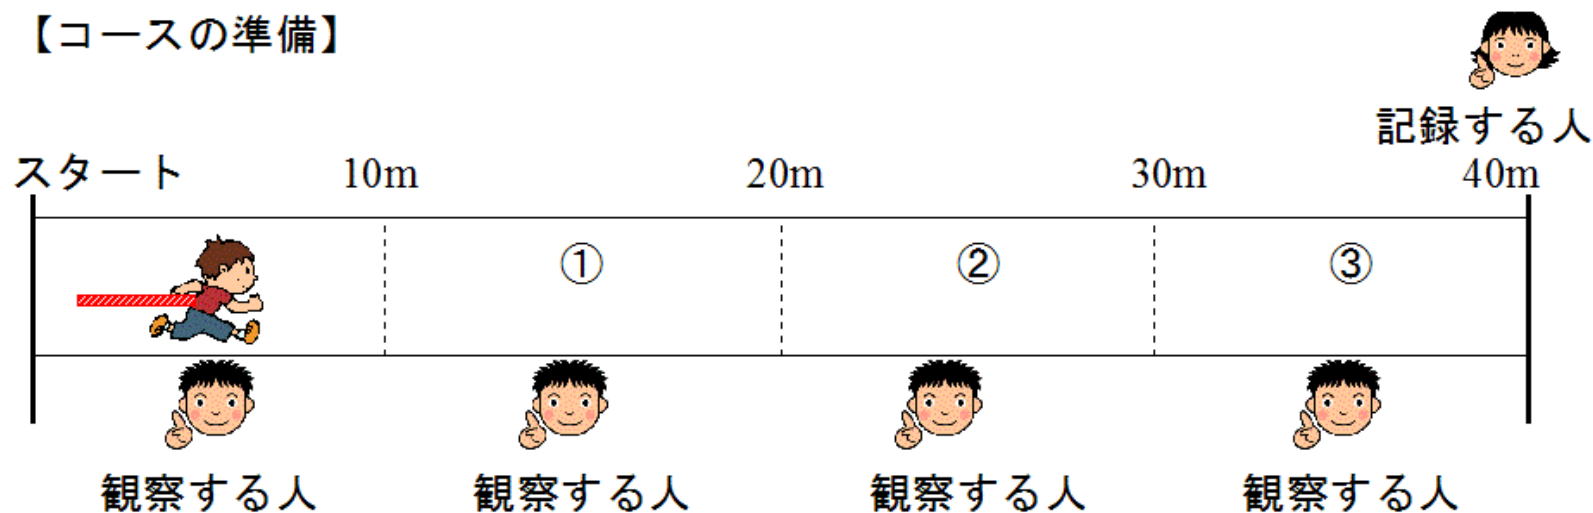 【コースの準備】
記録する人
スタート 10m 20m 30m 40m
① ② ③
観察する人 観察する人 観察する人 観察する人